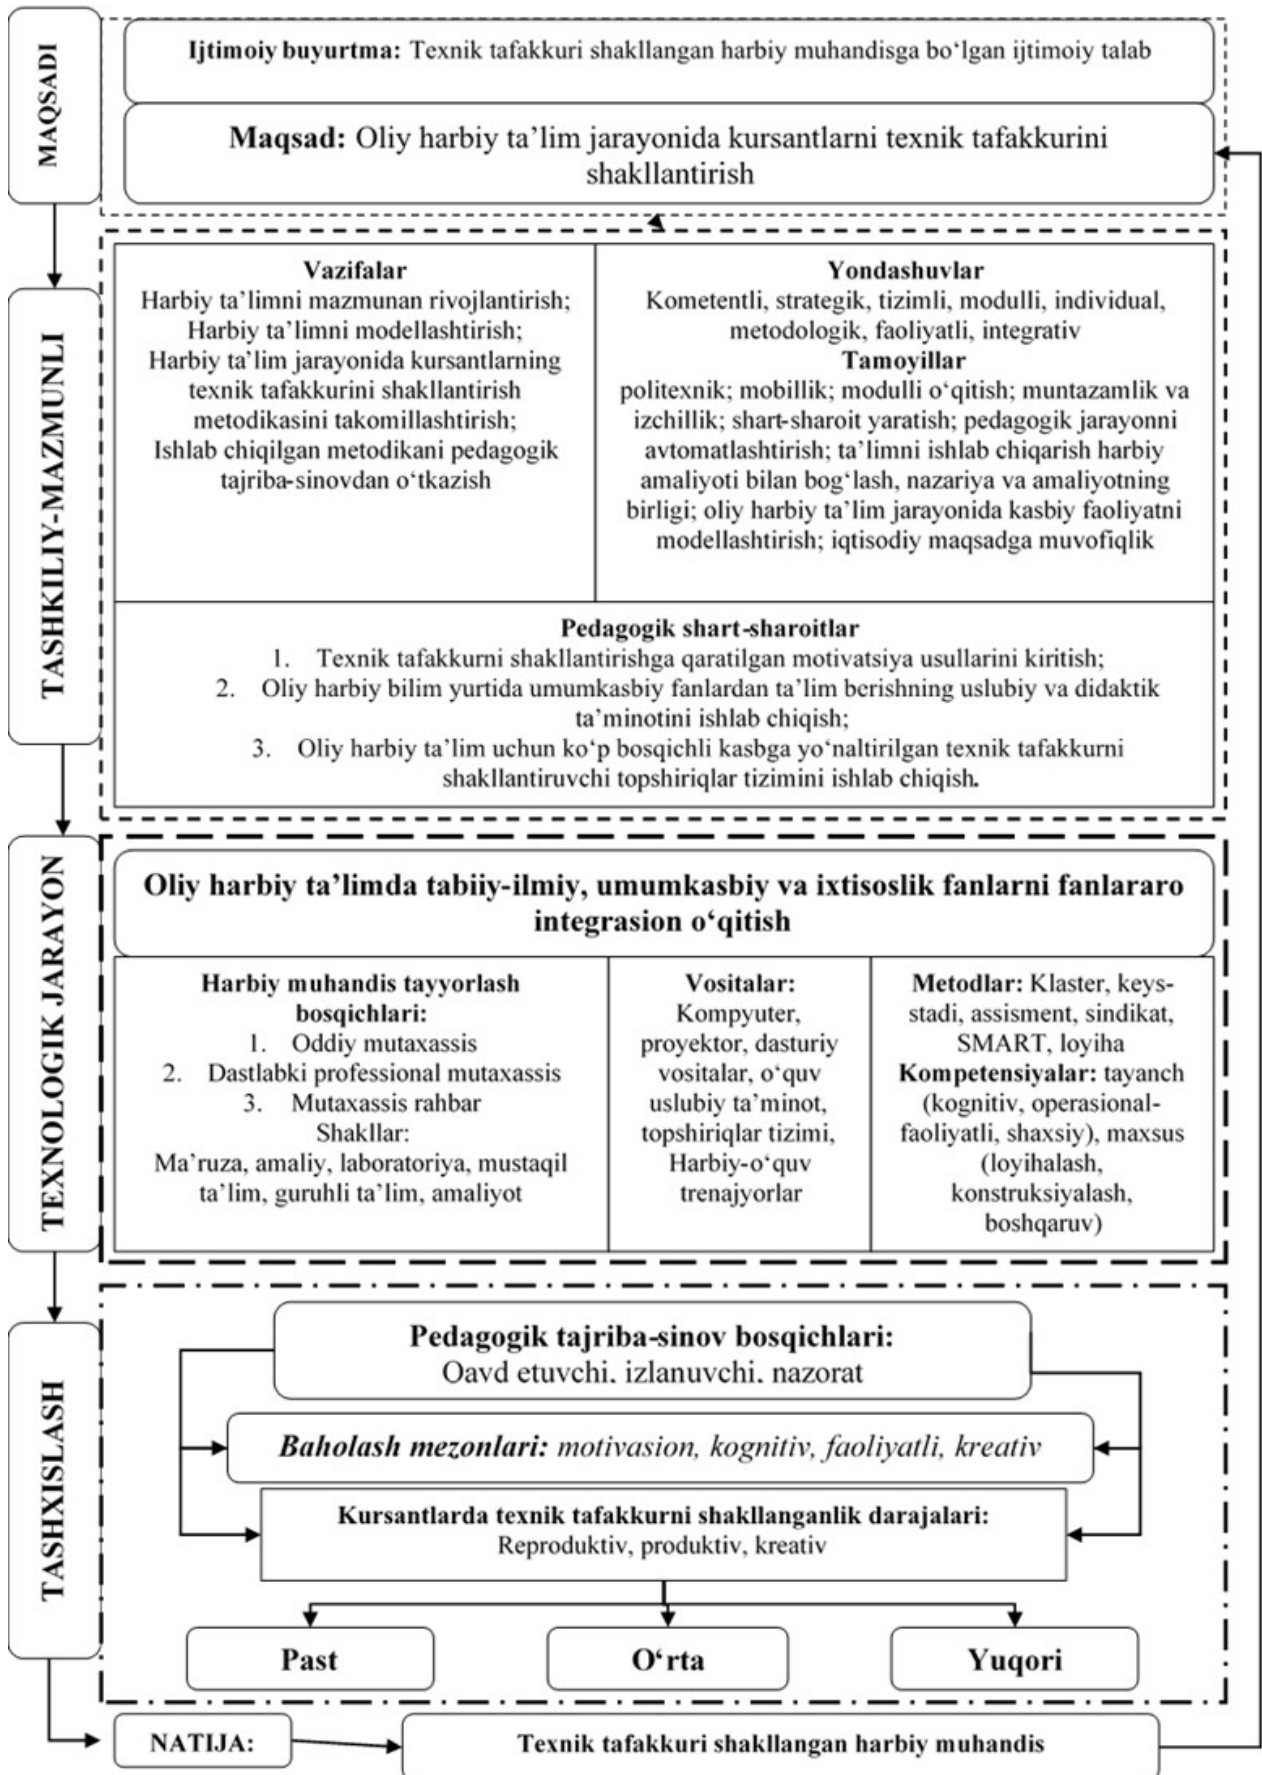 MAQSADI
Ijtimoiy buyurtma: Texnik tafakkuri shakllangan harbiy muhandisga bo‘lgan ijtimoiy talab
Maqsad: Oliy harbiy ta’lim jarayonida kursantlarni texnik tafakkurini
shakllantirish
TASHKILIY-MAZMUNLI
Vazifalar
Harbiy ta’limni mazmunan rivojlantirish;
Harbiy ta’limni modellashtirish;
Harbiy ta’lim jarayonida kursantlarning
texnik tafakkurini shakllantirish
metodikasini takomillashtirish;
Ishlab chiqilgan metodikani pedagogik
tajriba-sinovdan o‘tkazish
Yondashuvlar
Kometentli, strategik, tizimli, modulli, individual,
metodologik, faoliyatli, integrativ
Tamoyillar
politexnik; mobillik; modulli o‘qitish; muntazamlik va
izchillik; shart-sharoit yaratish; pedagogik jarayonni
avtomatlashtirish; ta’limni ishlab chiqarish harbiy
amaliyoti bilan bog‘lash, nazariya va amaliyotning
birligi; oliy harbiy ta’lim jarayonida kasbiy faoliyatni
modellashtirish; iqtisodiy maqsadga muvofiqlik
Pedagogik shart-sharoitlar
1. Texnik tafakkurni shakllantirishga qaratilgan motivatsiya usullarini kiritish;
2. Oliy harbiy bilim yurtida umumkasbiy fanlardan ta’lim berishning uslubiy va didaktik
ta’minotini ishlab chiqish;
3. Oliy harbiy ta’lim uchun ko‘p bosqichli kasbga yo‘naltirilgan texnik tafakkurni
shakllantiruvchi topshiriqlar tizimini ishlab chiqish.
TEXNOLOGIK JARAYON
Oliy harbiy ta’limda tabiiy-ilmiy, umumkasbiy va ixtisoslik fanlarni fanlararo
integrasion o‘qitish
Harbiy muhandis tayyorlash
bosqichlari:
1. Oddiy mutaxassis
2. Dastlabki professional mutaxassis
3. Mutaxassis rahbar
Shakllar:
Ma’ruza, amaliy, laboratoriya, mustaqil
ta’lim, guruhli ta’lim, amaliyot
Vositalar:
Kompyuter,
proyektor, dasturiy
vositalar, o‘quv
uslubiy ta’minot,
topshiriqlar tizimi,
Harbiy-o‘quv
trenajyorlar
Metodlar: Klaster, keys-
stadi, assisment, sindikat,
SMART, loyiha
Kompetensiyalar: tayanch
(kognitiv, operasional-
faoliyatli, shaxsiy), maxsus
(loyihalash,
konstruksiyalash,
boshqaruv)
TASHXISLASH
Pedagogik tajriba-sinov bosqichlari:
Qayd etuvchi, izlanuvchi, nazorat
Baholash mezonlari: motivasion, kognitiv, faoliyatli, kreativ
Kursantlarda texnik tafakkurni shakllanganlik darajalari:
Reproduktiv, produktiv, kreativ
Past
O‘rta
Yuqori
NATIJA:
Texnik tafakkuri shakllangan harbiy muhandis